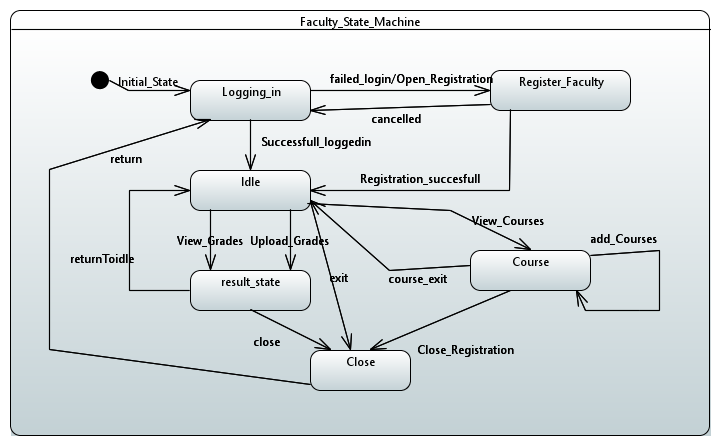 Faculty_State_Machine
Initial_State
Logging_in
failed_login/Open_Registration
Register_Faculty
cancelled
Successfull_loggedin
return
Idle
Registration_succesfull
View_Courses
View_Grades
Upload_Grades
add_Courses
returnToidle
result_state
exit
course_exit
Course
close
Close_Registration
Close